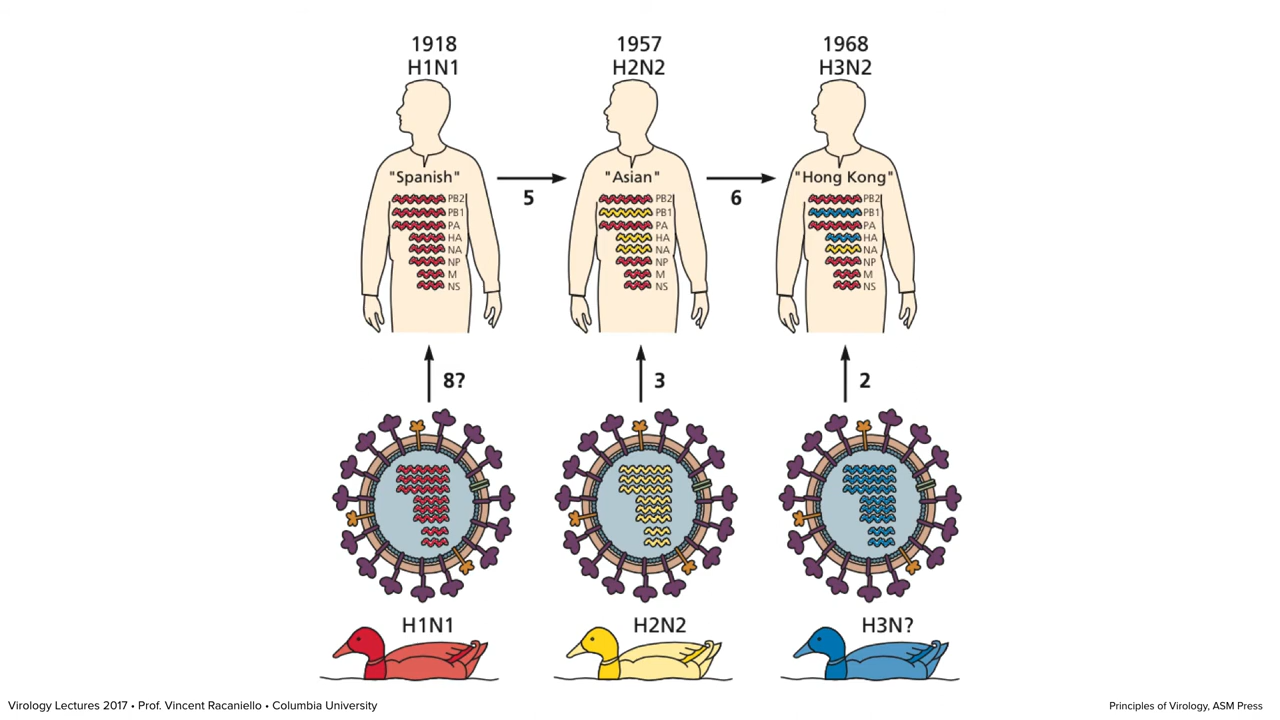 1918
H1N1
1957
H2N2
1968
H3N2
"Spanish"
PB2
PB1
PA
HA
NA
NP
M
NS
5
"Asian"
PB2
PB1
PA
HA
NA
NP
M
NS
6
"Hong Kong"
PB2
PB1
PA
HA
NA
NP
M
NS
8?
3
2
H1N1
H2N2
H3N?
Virology Lectures 2017 • Prof. Vincent Racaniello • Columbia University
Principles of Virology, ASM Press